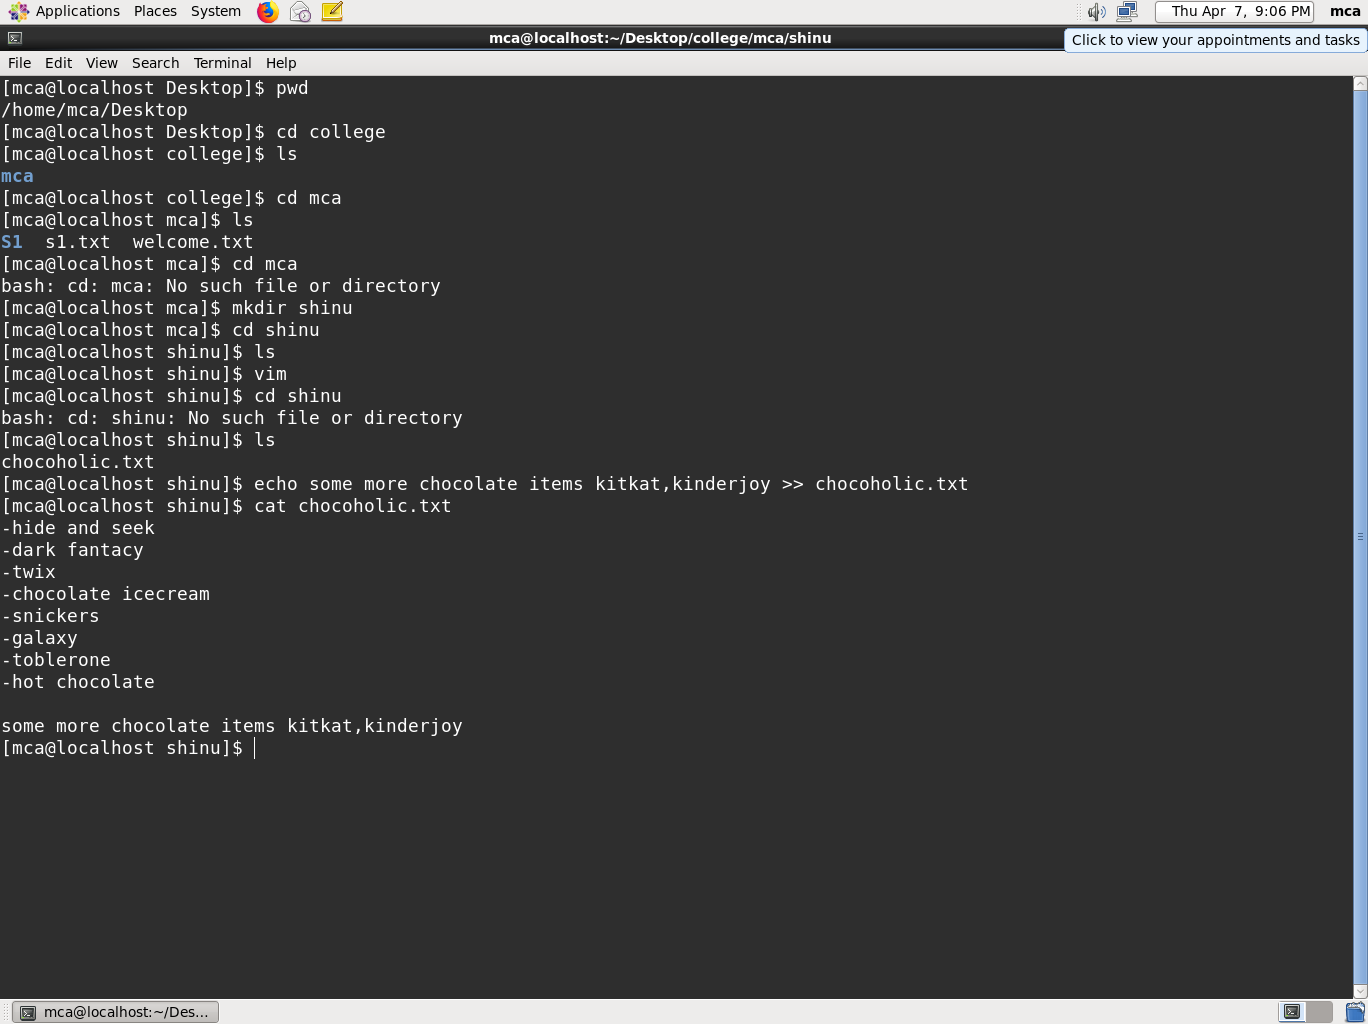 Applications Places System Thu Apr 7, 9:06 PM mca
mca@localhost:~/Desktop/college/mca/shinu
Click to view your appointments and tasks
File Edit View Search Terminal Help
[mca@localhost Desktop]$ pwd
/home/mca/Desktop
[mca@localhost Desktop]$ cd college
[mca@localhost college]$ ls
mca
[mca@localhost college]$ cd mca
[mca@localhost mca]$ ls
S1  s1.txt  welcome.txt
[mca@localhost mca]$ cd mca
bash: cd: mca: No such file or directory
[mca@localhost mca]$ mkdir shinu
[mca@localhost mca]$ cd shinu
[mca@localhost shinu]$ ls
[mca@localhost shinu]$ vim
[mca@localhost shinu]$ cd shinu
bash: cd: shinu: No such file or directory
[mca@localhost shinu]$ ls
chocoholic.txt
[mca@localhost shinu]$ echo some more chocolate items kitkat,kinderjoy >> chocoholic.txt
[mca@localhost shinu]$ cat chocoholic.txt
-hide and seek
-dark fantacy
-twix
-chocolate icecream
-snickers
-galaxy
-toblerone
-hot chocolate
some more chocolate items kitkat,kinderjoy
[mca@localhost shinu]$
mca@localhost:~/Des...